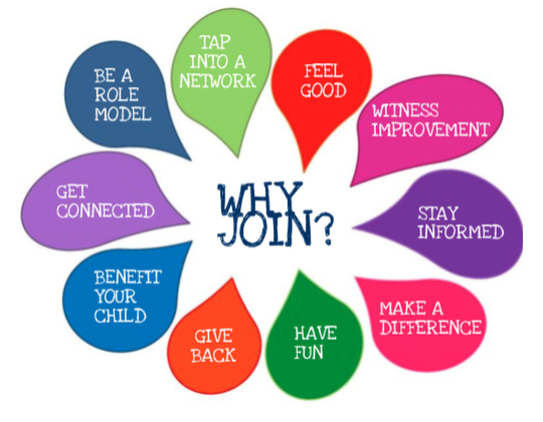 WHY
JOIN?
TAP
INTO A
NETWORK
FEEL
GOOD
WITNESS
IMPROVEMENT
STAY
INFORMED
MAKE A
DIFFERENCE
HAVE
FUN
GIVE
BACK
BENEFIT
YOUR
CHILD
GET
CONNECTED
BE A
ROLE
MODEL